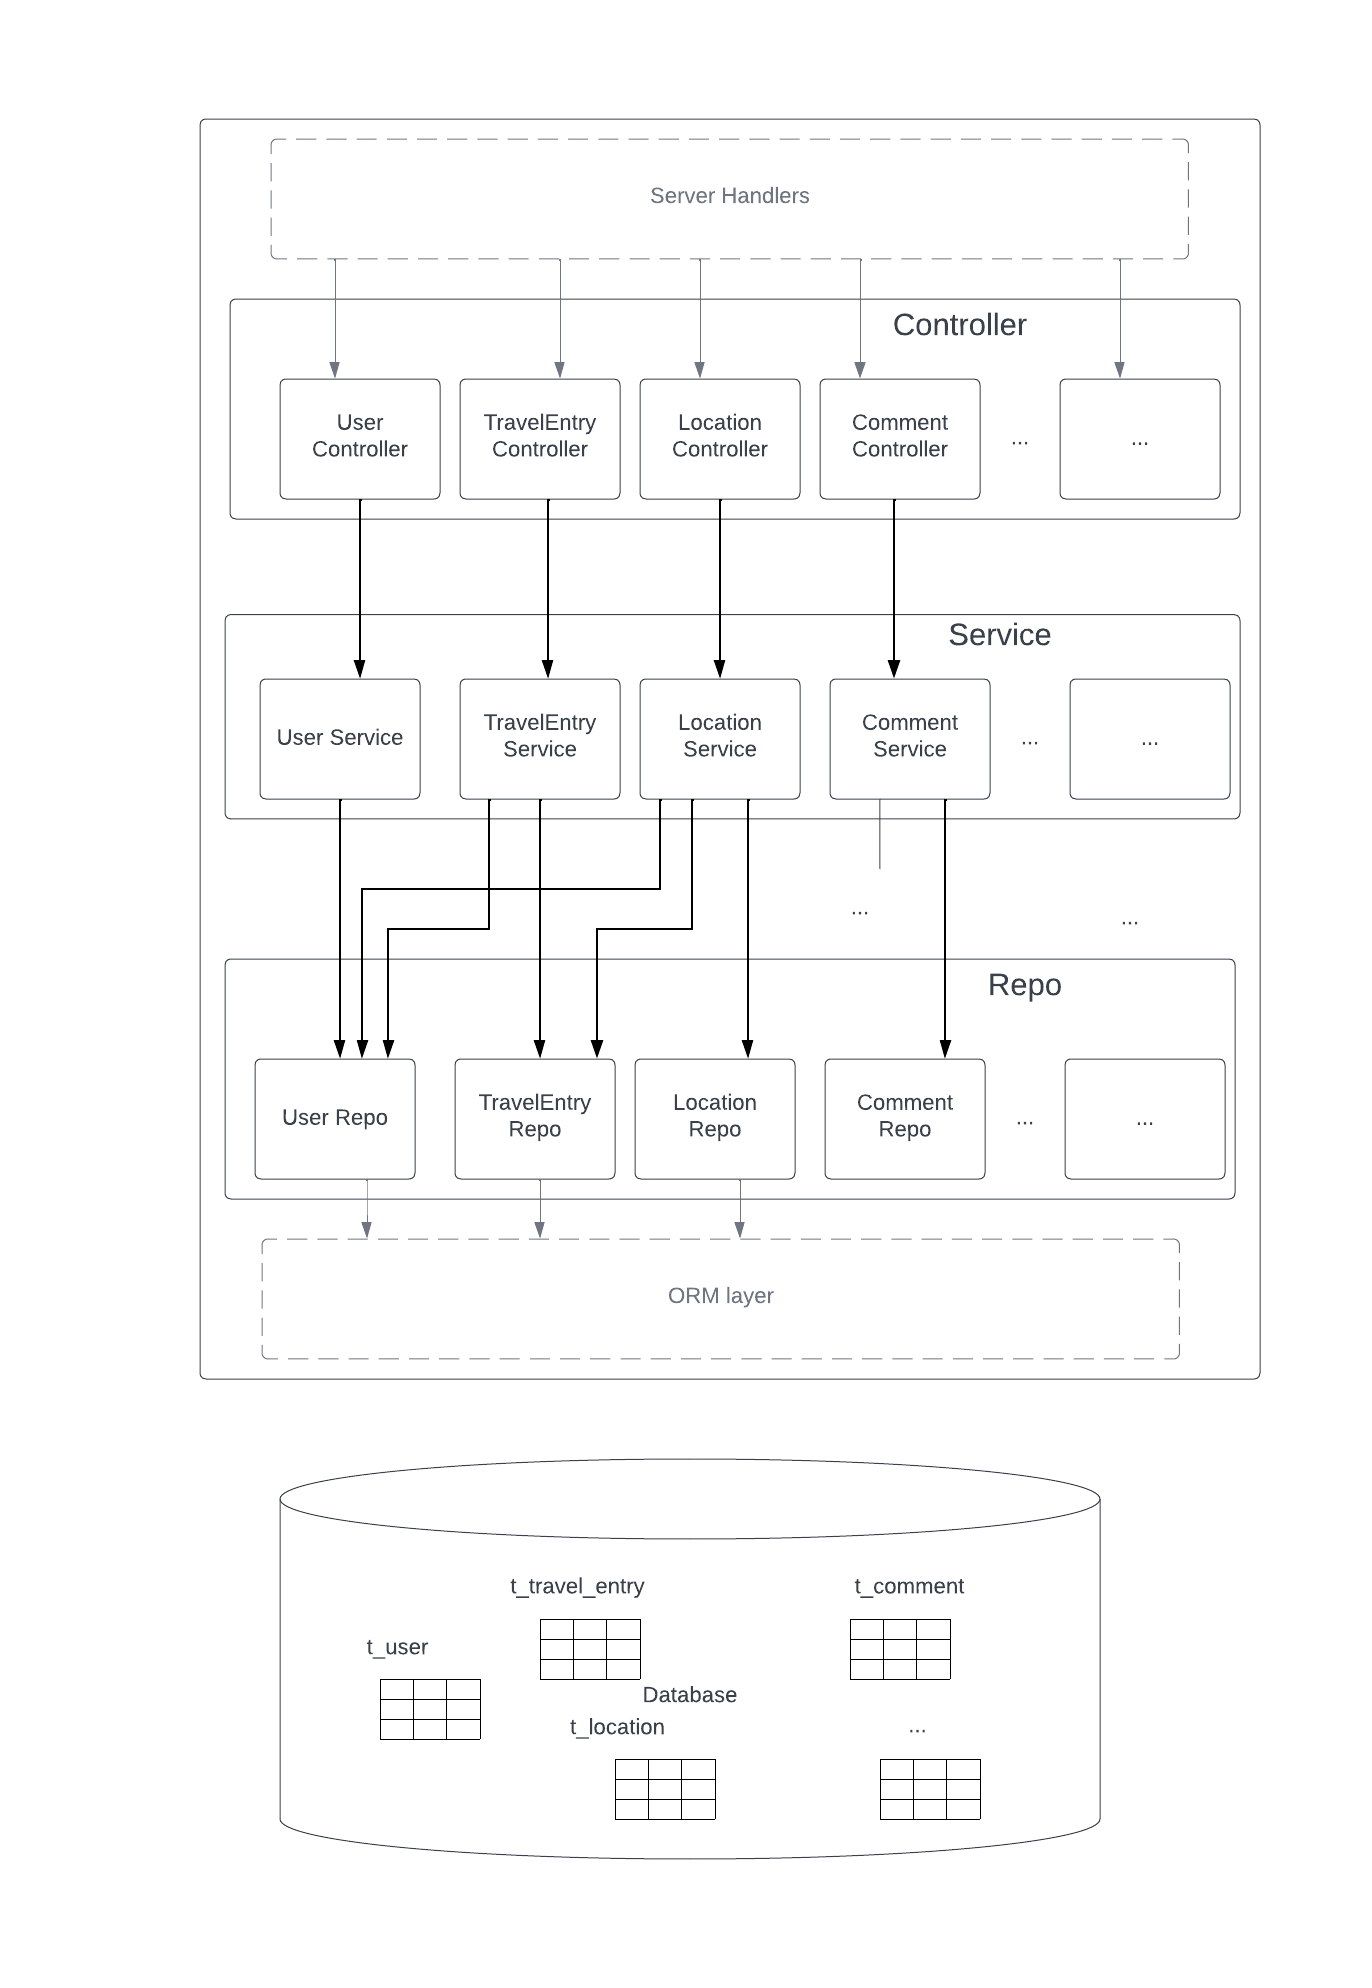 Server Handlers
Controller
User
Controller
TravelEntry
Controller
Location
Controller
Comment
Controller
...
...
Service
User Service
TravelEntry
Service
Location
Service
Comment
Service
...
...
...
...
Repo
User Repo
TravelEntry
Repo
Location
Repo
Comment
Repo
...
...
ORM layer
t_travel_entry
t_comment
t_user
Database
t_location
...